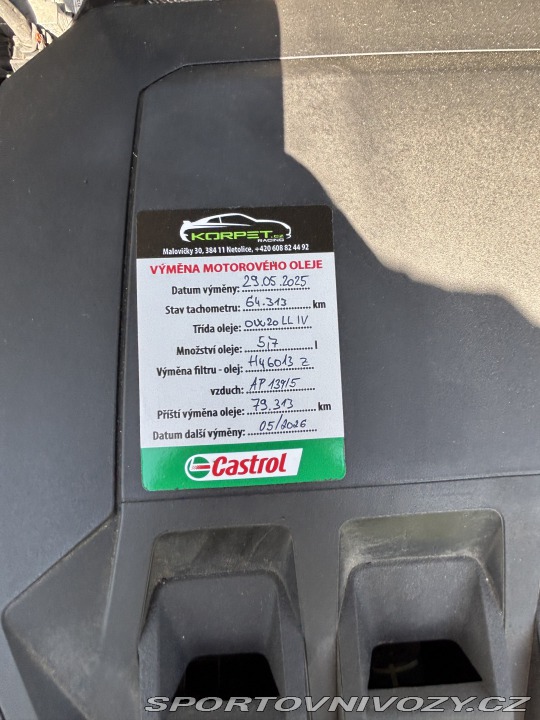 KORPET.cz
RACING
Malovičky 30, 384 11 Netolice, +420 608 82 44 92
VÝMĚNA MOTOROVÉHO OLEJE
Datum výměny: 29.05.2025
Stav tachometru: 64.313 km
Třída oleje: 0W20 LL IV
Množství oleje: 5,7 l
Výměna filtru - olej: H46013 z
vzduch: AP 139/5
Příští výměna oleje: 79.313 km
Datum další výměny: 05/2026
Castrol
SPORTOVNIVOZY.CZ